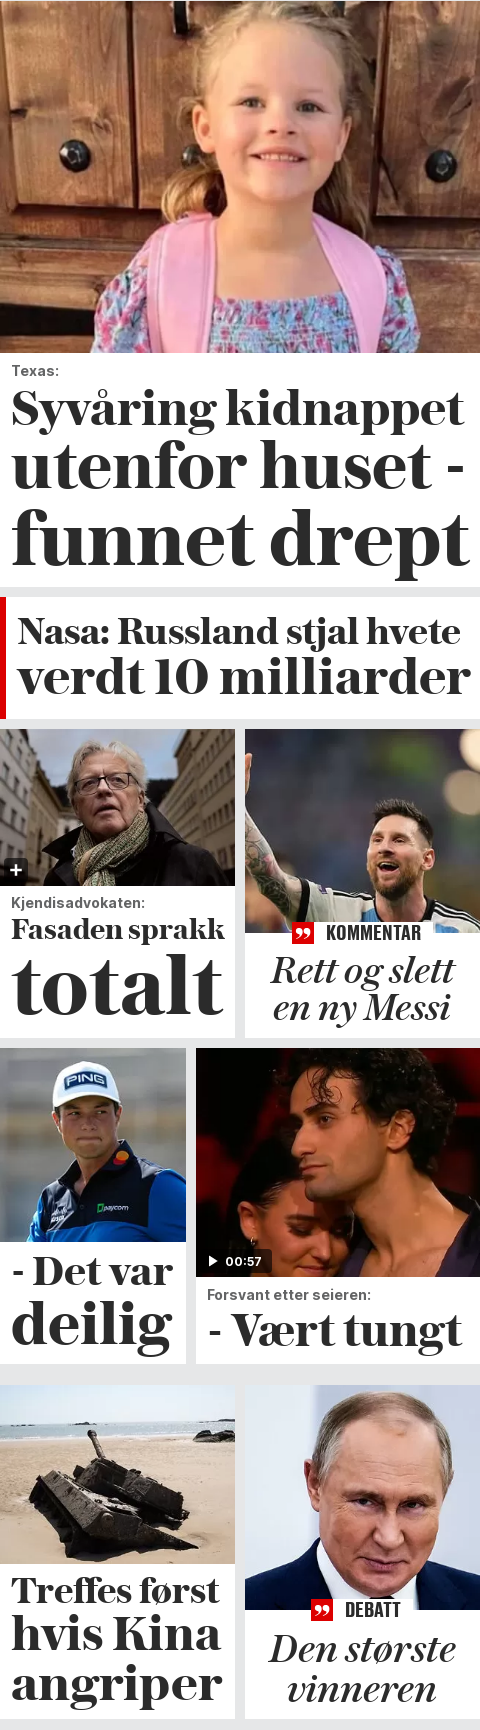 Texas:
Syvåring kidnappet
utenfor huset -
funnet drept
Nasa: Russland stjal hvete
verdt 10 milliarder
Kjendisadvokaten:
Fasaden sprakk
totalt
KOMMENTAR
Rett og slett
en ny Messi
PING
paycom
- Det var
deilig
00:57
Forsvant etter seieren:
- Vært tungt
Treffes først
hvis Kina
angriper
DEBATT
Den største
vinneren